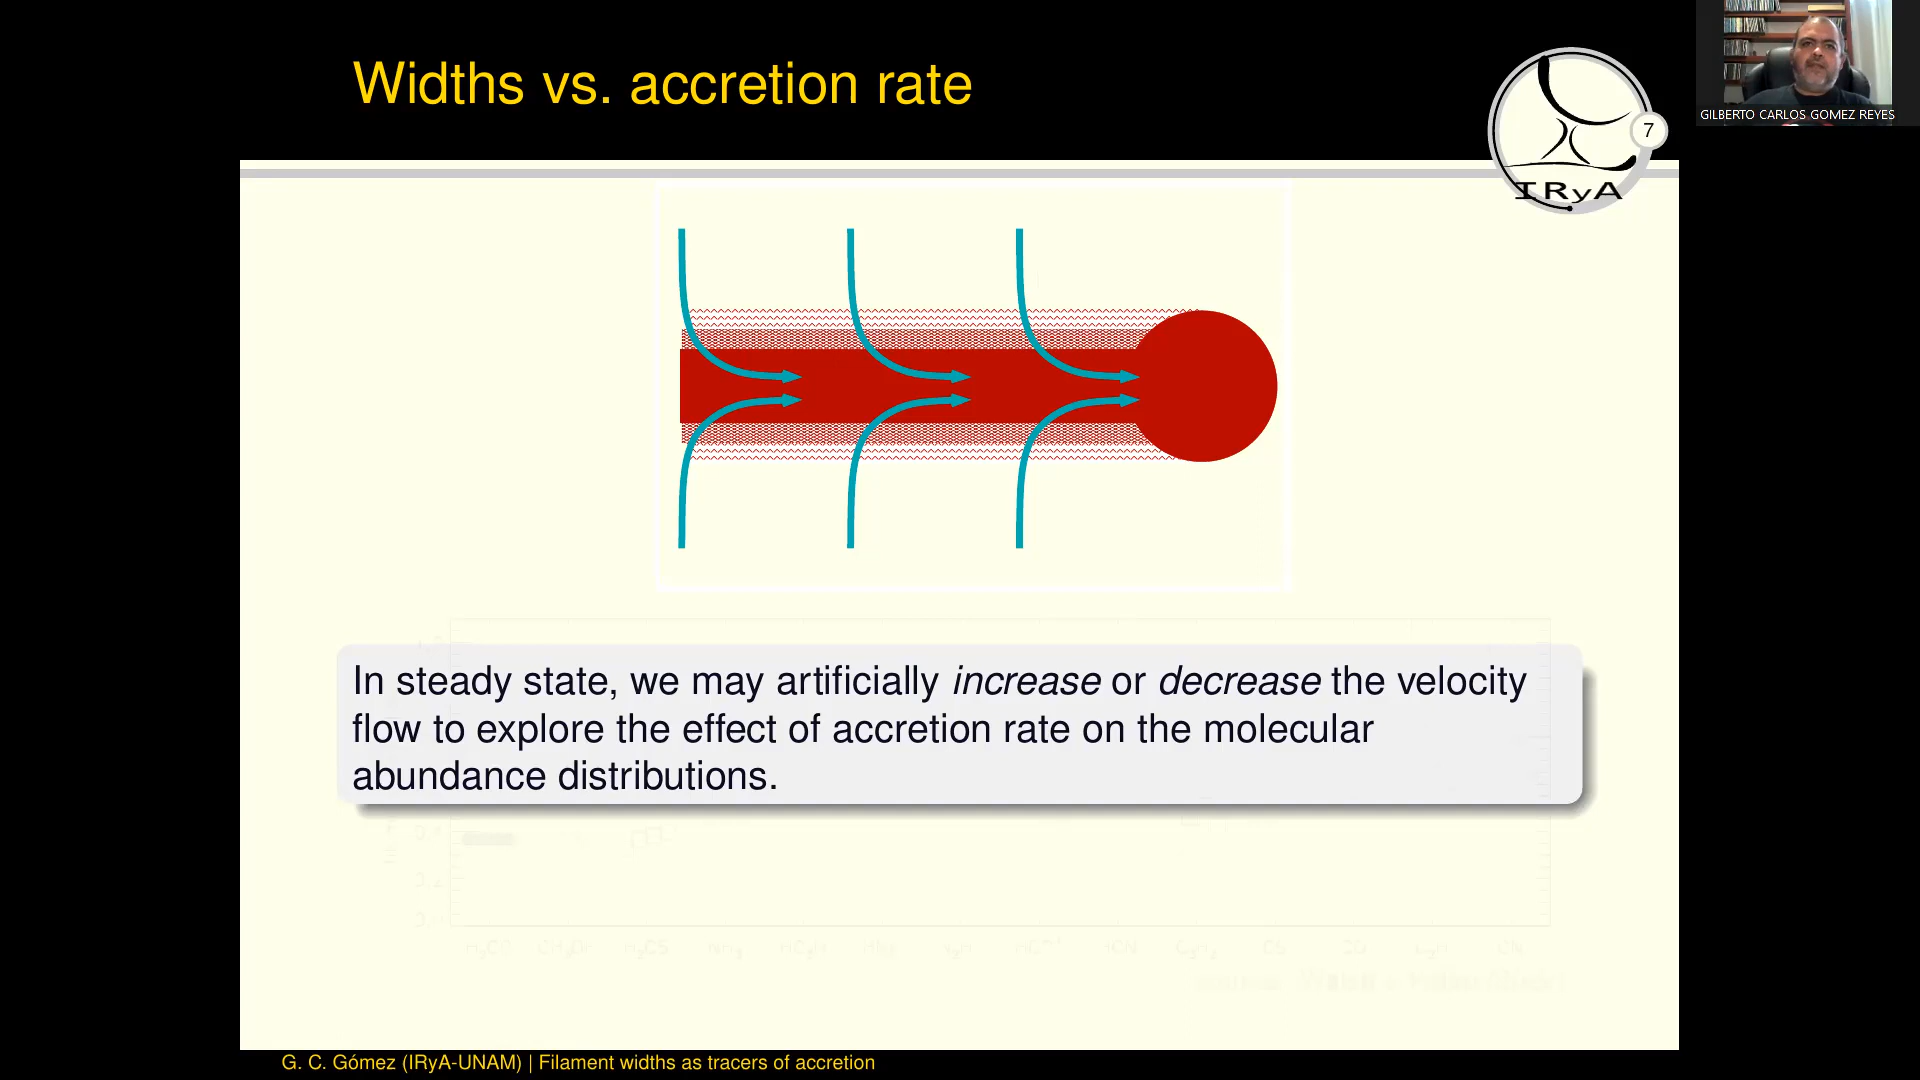 Widths vs. accretion rate
7
IRyA
GILBERTO CARLOS GOMEZ REYES
In steady state, we may artificially increase or decrease the velocity
flow to explore the effect of accretion rate on the molecular
abundance distributions.
G. C. Gómez (IRyA-UNAM) | Filament widths as tracers of accretion